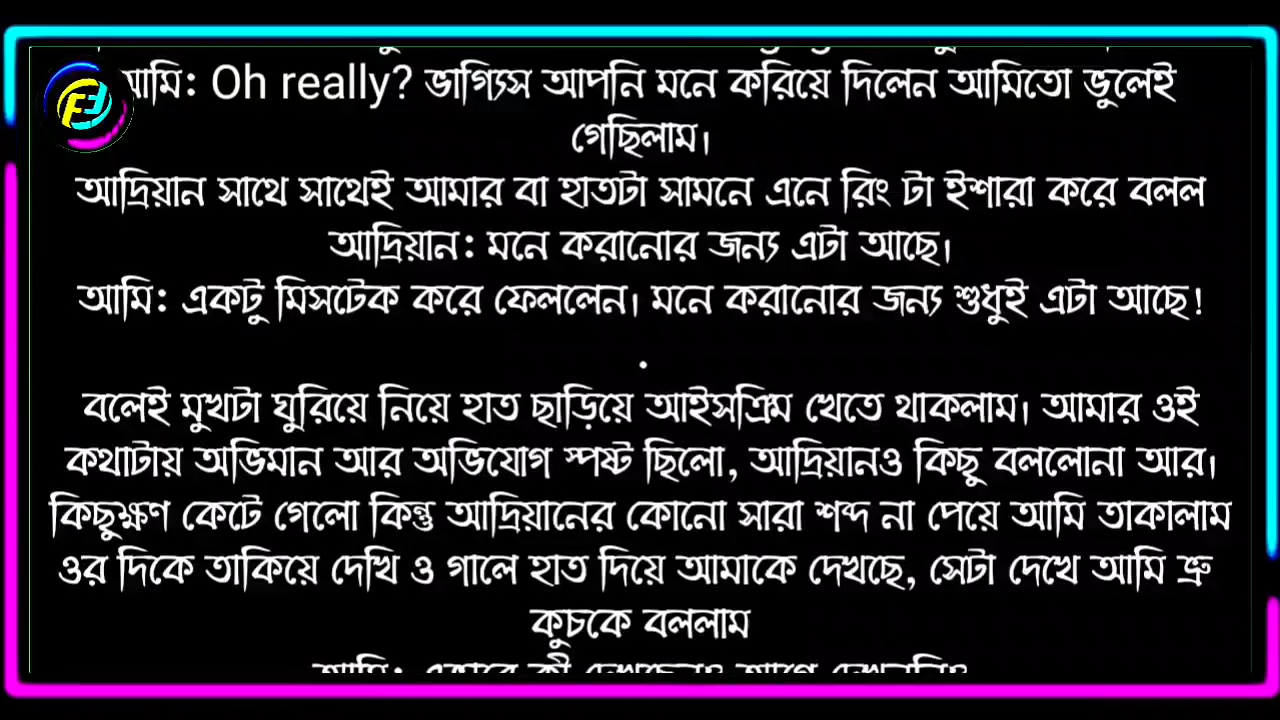 আমি: Oh really? ভাগ্যিস আপনি মনে করিয়ে দিলেন আমিতো ভুলেই
গেছিলাম।
আদ্রিয়ান সাথে সাথেই আমার বা হাতটা সামনে এনে রিং টা ইশারা করে বলল
আদ্রিয়ান: মনে করানোর জন্য এটা আছে।
আমি: একটু মিসটেক করে ফেললেন। মনে করানোর জন্য শুধুই এটা আছে!
.
বলেই মুখটা ঘুরিয়ে নিয়ে হাত ছাড়িয়ে আইসক্রিম খেতে থাকলাম। আমার ওই
কথাটায় অভিমান আর অভিযোগ স্পষ্ট ছিলো, আদ্রিয়ানও কিছু বললোনা আর।
কিছুক্ষণ কেটে গেলো কিন্তু আদ্রিয়ানের কোনো সারা শব্দ না পেয়ে আমি তাকালাম
ওর দিকে তাকিয়ে দেখি ও গালে হাত দিয়ে আমাকে দেখছে, সেটা দেখে আমি ভ্রু
কুচকে বললাম